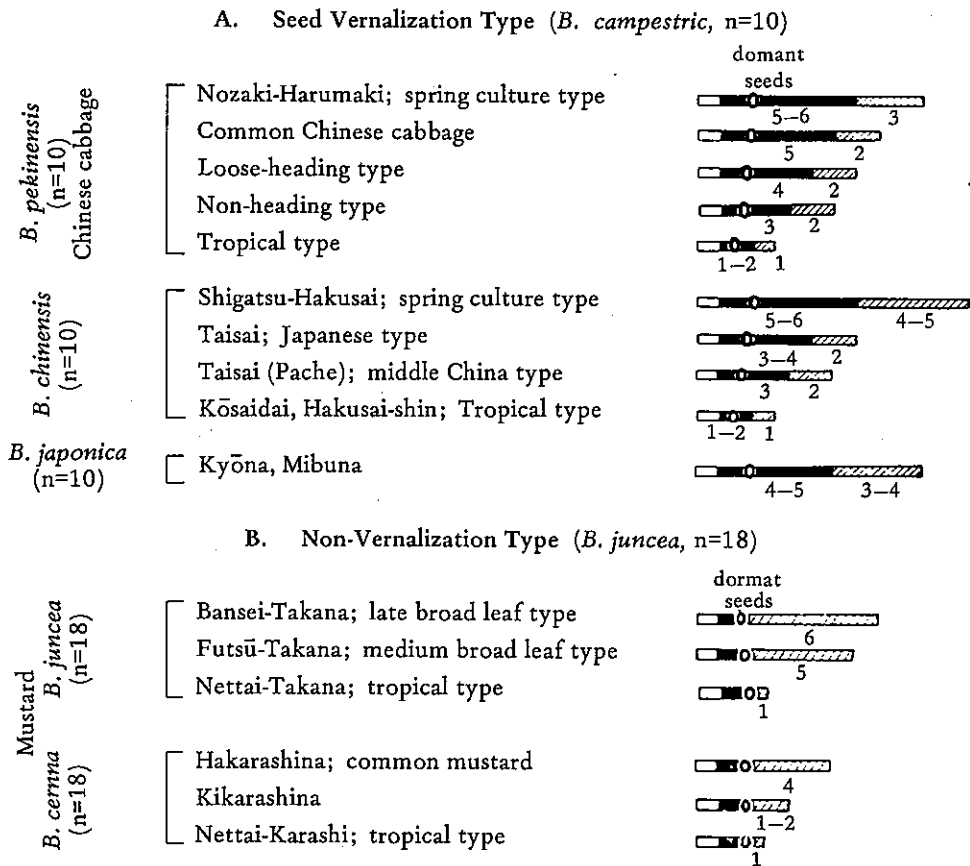 A. Seed Vernalization Type (B. campestric, n=10)
domant
seeds
B. pekinensis
(n=10)
Chinese cabbage
Nozaki-Harumaki; spring culture type
5–6 3
Common Chinese cabbage
5 2
Loose-heading type
4 2
Non-heading type
3 2
Tropical type
1–2 1
B. chinensis
(n=10)
Shigatsu-Hakusai; spring culture type
5–6 4–5
Taisai; Japanese type
3–4 2
Taisai (Pache); middle China type
3 2
Kōsaidai, Hakusai-shin; Tropical type
1–2 1
B. japonica
(n=10)
Kyōna, Mibuna
4–5 3–4
B. Non-Vernalization Type (B. juncea, n=18)
dormat
seeds
Mustard
B. juncea
(n=18)
Bansei-Takana; late broad leaf type
6
Futsū-Takana; medium broad leaf type
5
Nettai-Takana; tropical type
1
B. cernna
(n=18)
Hakarashina; common mustard
4
Kikarashina
1–2
Nettai-Karashi; tropical type
1